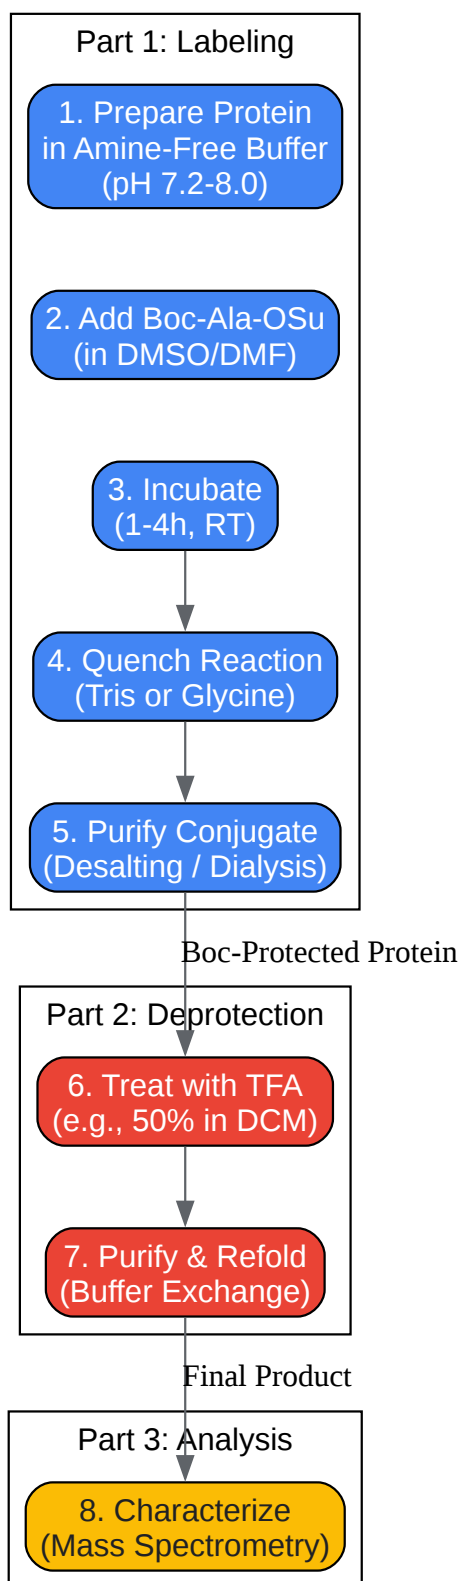 Part 1: Labeling
1. Prepare Protein
in Amine-Free Buffer
(pH 7.2-8.0)
2. Add Boc-Ala-OSu
(in DMSO/DMF)
3. Incubate
(1-4h, RT)
4. Quench Reaction
(Tris or Glycine)
5. Purify Conjugate
(Desalting / Dialysis)
Boc-Protected Protein
Part 2: Deprotection
6. Treat with TFA
(e.g., 50% in DCM)
7. Purify & Refold
(Buffer Exchange)
Final Product
Part 3: Analysis
8. Characterize
(Mass Spectrometry)